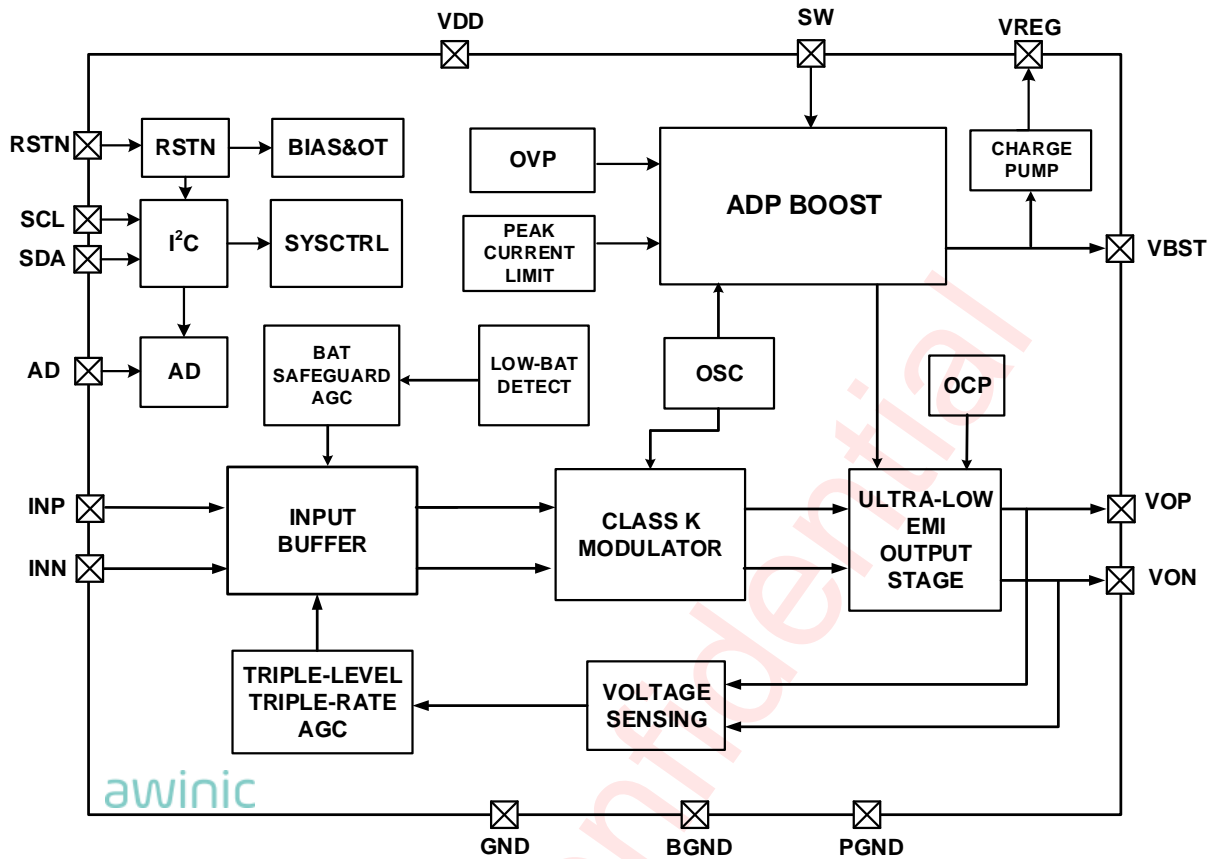 VDD
SW
VREG
RSTN
RSTN
BIAS&OT
OVP
CHARGE
PUMP
ADP BOOST
SCL
SDA
I²C
SYSCTRL
PEAK
CURRENT
LIMIT
VBST
AD
AD
BAT
SAFEGUARD
AGC
LOW-BAT
DETECT
OSC
OCP
INP
INN
INPUT
BUFFER
CLASS K
MODULATOR
ULTRA-LOW
EMI
OUTPUT
STAGE
VOP
VON
TRIPLE-LEVEL
TRIPLE-RATE
AGC
VOLTAGE
SENSING
awinic
GND
BGND
PGND